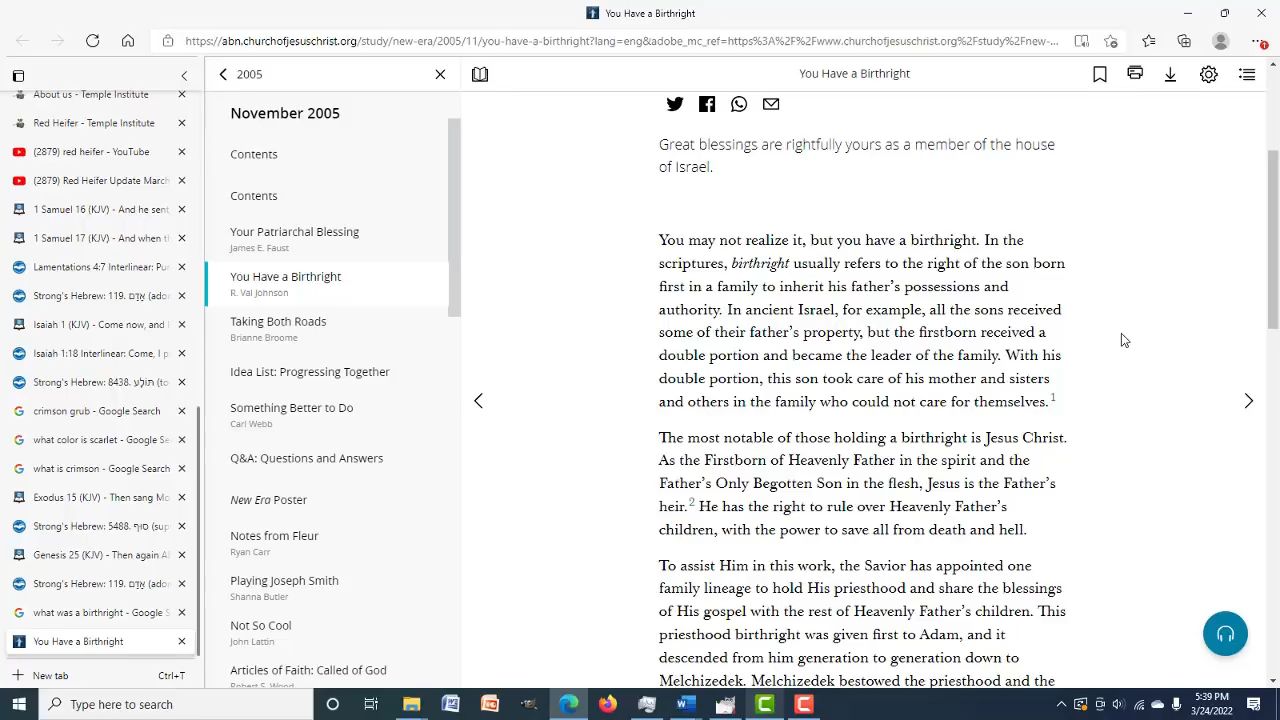 You Have a Birthright
https://abn.churchofjesuschrist.org/study/new-era/2005/11/you-have-a-birthright?lang=eng&adobe_mc_ref=https%3A%2F%2Fwww.churchofjesuschrist.org%2Fstudy%2Fnew-...
About us - Temple Institute
Red Heifer - Temple Institute
(2879) red heifer - YouTube
(2879) Red Heifer Update March
1 Samuel 16 (KJV) - And he sent
1 Samuel 17 (KJV) - And when t
Lamentations 4:7 Interlinear: Pu
Strong's Hebrew: 119. אָדַם (ado
Isaiah 1 (KJV) - Come now, and l
Isaiah 1:18 Interlinear: Come, I p
Strong's Hebrew: 8438. תּוֹלָע (to
crimson grub - Google Search
what color is scarlet - Google Se
what is crimson - Google Search
Exodus 15 (KJV) - Then sang Mo
Strong's Hebrew: 5488. סוּף (sup
Genesis 25 (KJV) - Then again Al
Strong's Hebrew: 119. אָדַם (ado
what was a birthright - Google S
You Have a Birthright
New tab
Ctrl+T
2005
November 2005
Contents
Contents
Your Patriarchal Blessing
James E. Faust
You Have a Birthright
R. Val Johnson
Taking Both Roads
Brianne Broome
Idea List: Progressing Together
Something Better to Do
Carl Webb
Q&A: Questions and Answers
New Era Poster
Notes from Fleur
Ryan Carr
Playing Joseph Smith
Shanna Butler
Not So Cool
John Lattin
Articles of Faith: Called of God
Robert S. Wood
You Have a Birthright
Great blessings are rightfully yours as a member of the house
of Israel.
You may not realize it, but you have a birthright. In the
scriptures, birthright usually refers to the right of the son born
first in a family to inherit his father's possessions and
authority. In ancient Israel, for example, all the sons received
some of their father's property, but the firstborn received a
double portion and became the leader of the family. With his
double portion, this son took care of his mother and sisters
and others in the family who could not care for themselves. 1
The most notable of those holding a birthright is Jesus Christ.
As the Firstborn of Heavenly Father in the spirit and the
Father's Only Begotten Son in the flesh, Jesus is the Father's
heir. 2 He has the right to rule over Heavenly Father's
children, with the power to save all from death and hell.
To assist Him in this work, the Savior has appointed one
family lineage to hold His priesthood and share the blessings
of His gospel with the rest of Heavenly Father's children. This
priesthood birthright was given first to Adam, and it
descended from him generation to generation down to
Melchizedek. Melchizedek bestowed the priesthood and the
Type here to search
5:39 PM
3/24/2022